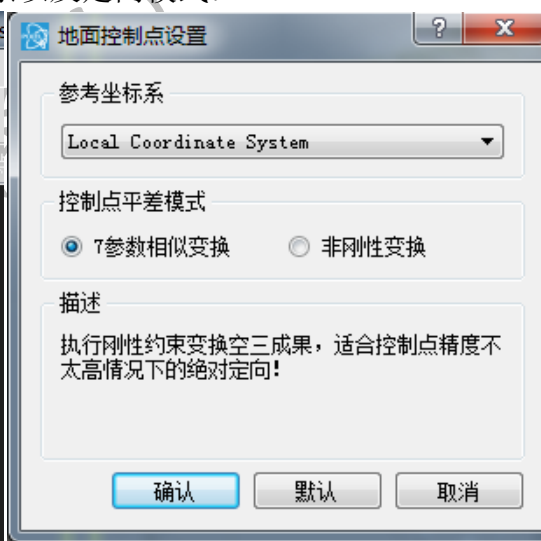 地面控制点设置
参考坐标系
Local Coordinate System
控制点平差模式
7参数相似变换
非刚性变换
描述
执行刚性约束变换空三成果，适合控制点精度不
太高情况下的绝对定向!
确认
默认
取消